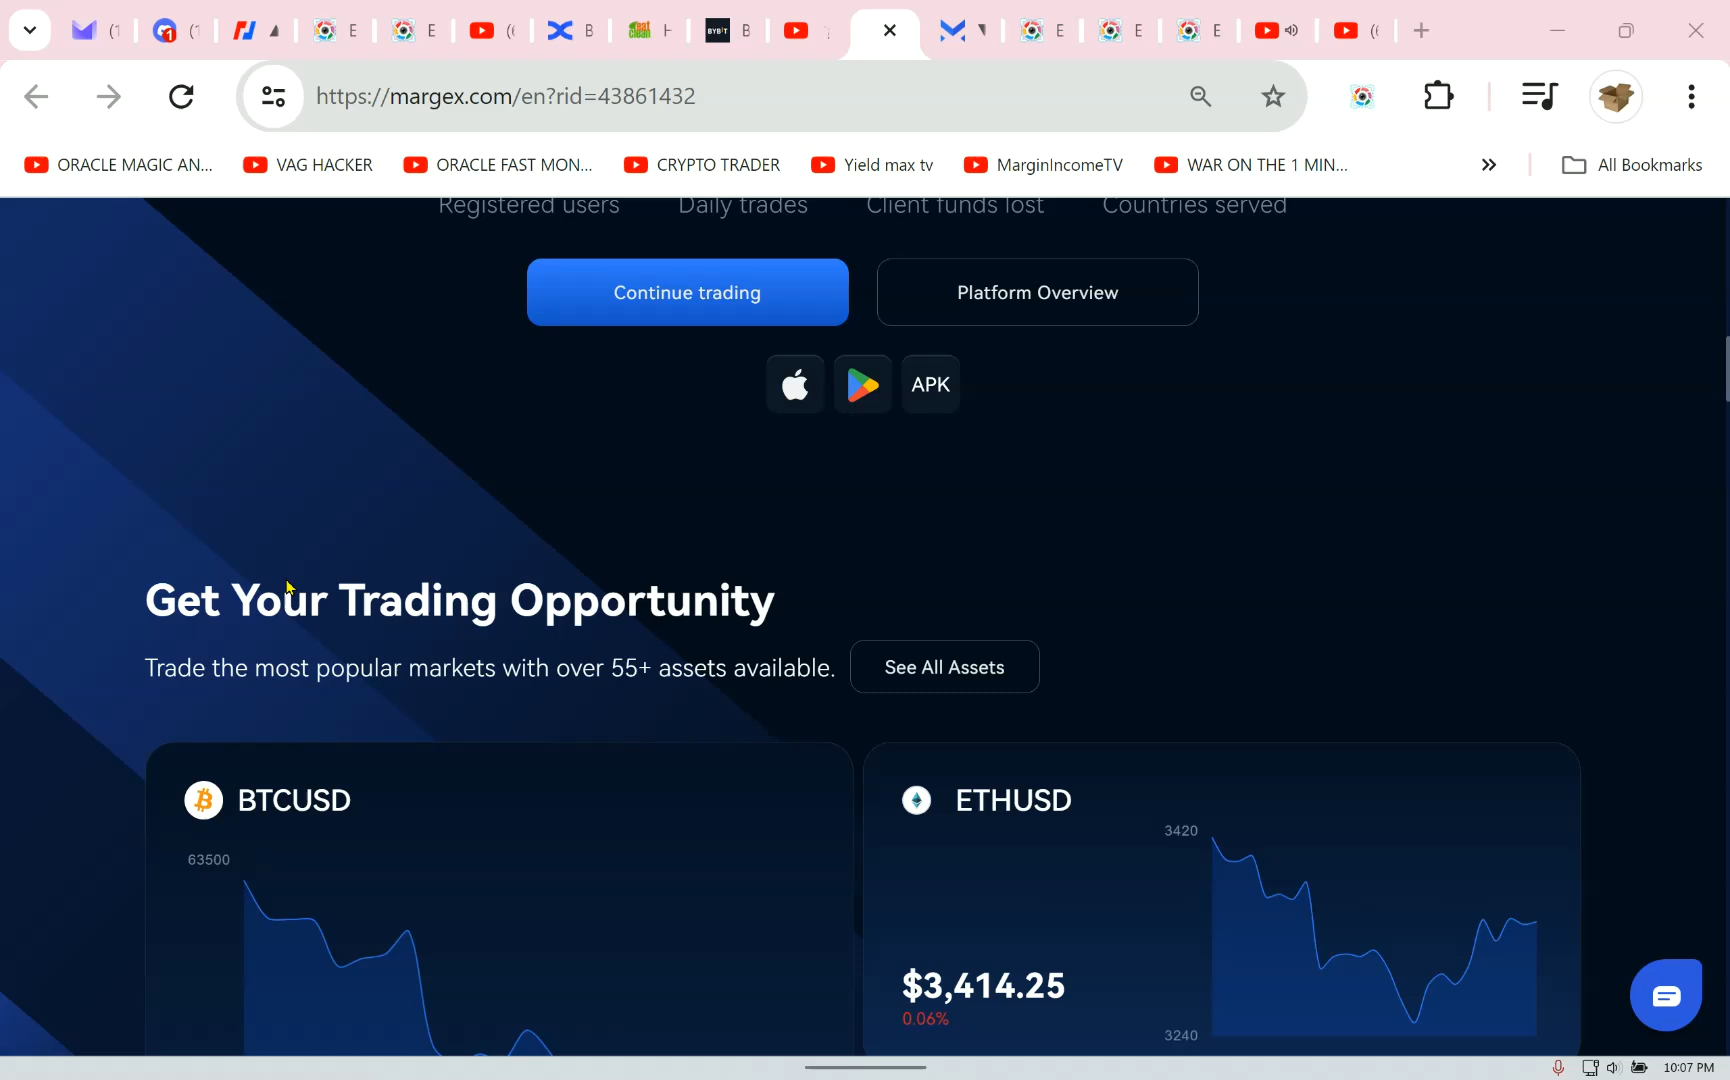 https://margex.com/en?rid=43861432
ORACLE MAGIC AN...
VAG HACKER
ORACLE FAST MON...
CRYPTO TRADER
Yield max tv
MarginIncomeTV
WAR ON THE 1 MIN...
All Bookmarks
Registered users
Daily trades
Client funds lost
Countries served
Continue trading
Platform Overview
APK
Get Your Trading Opportunity
Trade the most popular markets with over 55+ assets available.
See All Assets
BTCUSD
63500
ETHUSD
3420
$3,414.25
0.06%
3240
10:07 PM